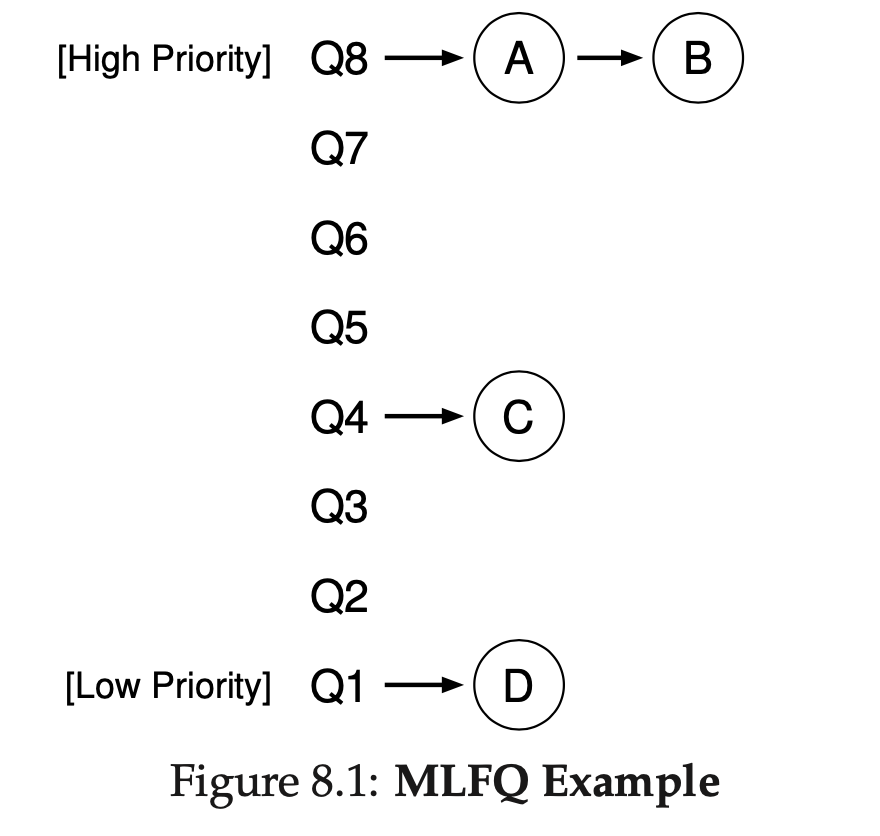 [High Priority] Q8 A B
Q7
Q6
Q5
Q4 C
Q3
Q2
[Low Priority] Q1 D
Figure 8.1: MLFQ Example